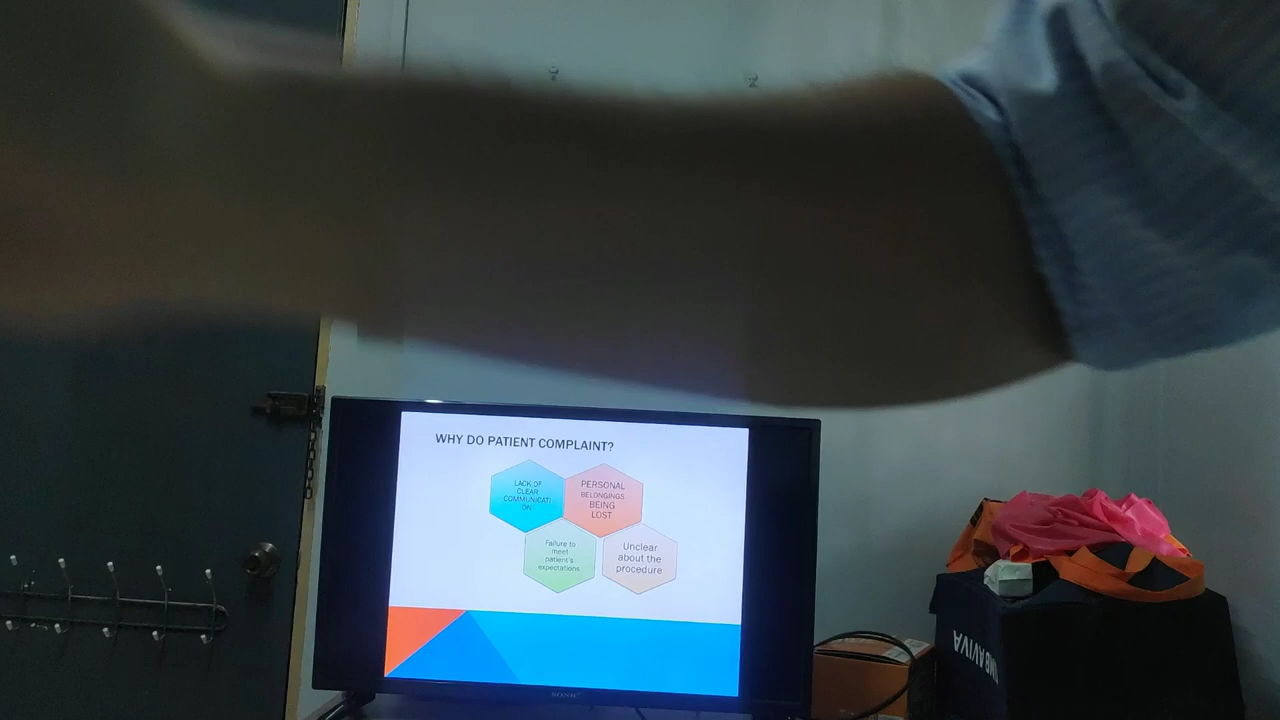 WHY DO PATIENT COMPLAINT?
LACK OF
CLEAR
COMMUNICATI
ON
PERSONAL
BELONGINGS
BEING
LOST
Failure to
meet
patient's
expectations
Unclear
about the
procedure
SONIC